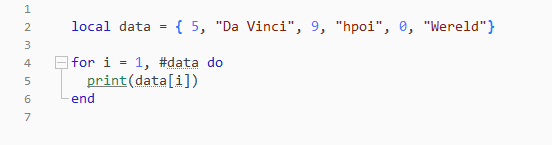 1
2 local data = { 5, "Da Vinci", 9, "hpoi", 0, "Wereld"}
3
4 for i = 1, #data do
5 print(data[i])
6 end
7